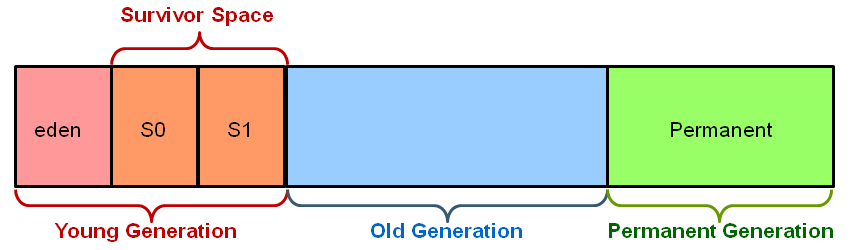 Survivor Space
eden
S0
S1
Permanent
Young Generation
Old Generation
Permanent Generation